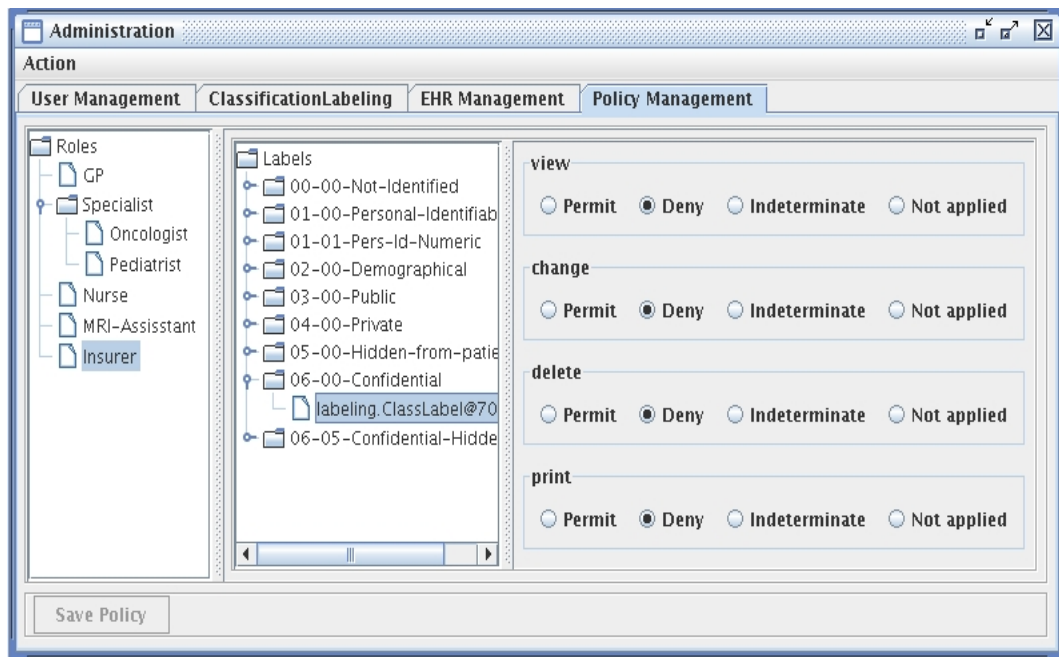 Administration
Action
User Management ClassificationLabeling EHR Management Policy Management
Roles
GP
Specialist
Oncologist
Pediatrist
Nurse
MRI-Assisstant
Insurer
Labels
00-00-Not-Identified
01-00-Personal-Identifiab
01-01-Pers-Id-Numeric
02-00-Demographical
03-00-Public
04-00-Private
05-00-Hidden-from-patie
06-00-Confidential
labeling.ClassLabel@70
06-05-Confidential-Hidde
view
Permit Deny Indeterminate Not applied
change
Permit Deny Indeterminate Not applied
delete
Permit Deny Indeterminate Not applied
print
Permit Deny Indeterminate Not applied
Save Policy